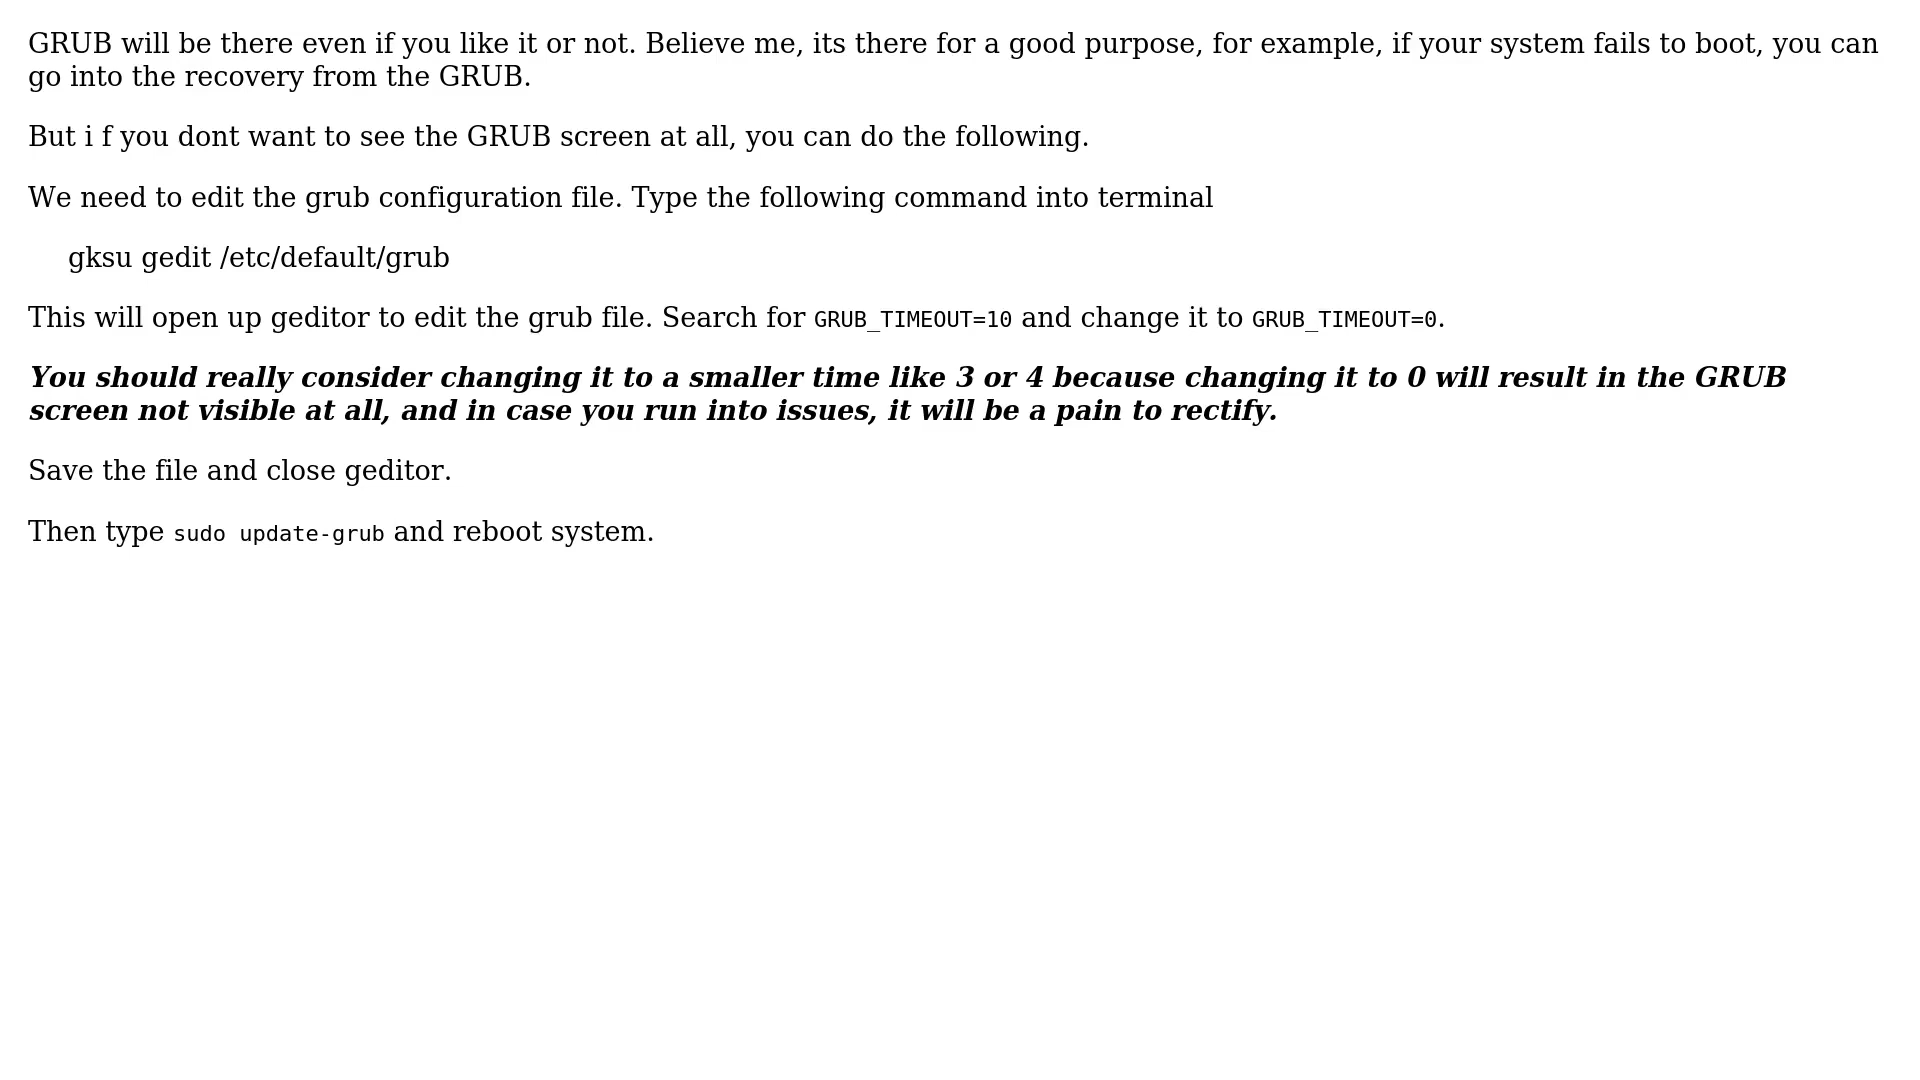 GRUB will be there even if you like it or not. Believe me, its there for a good purpose, for example, if your system fails to boot, you can
go into the recovery from the GRUB.
But i f you dont want to see the GRUB screen at all, you can do the following.
We need to edit the grub configuration file. Type the following command into terminal
gksu gedit /etc/default/grub
This will open up geditor to edit the grub file. Search for GRUB_TIMEOUT=10 and change it to GRUB_TIMEOUT=0.
You should really consider changing it to a smaller time like 3 or 4 because changing it to 0 will result in the GRUB
screen not visible at all, and in case you run into issues, it will be a pain to rectify.
Save the file and close geditor.
Then type sudo update-grub and reboot system.